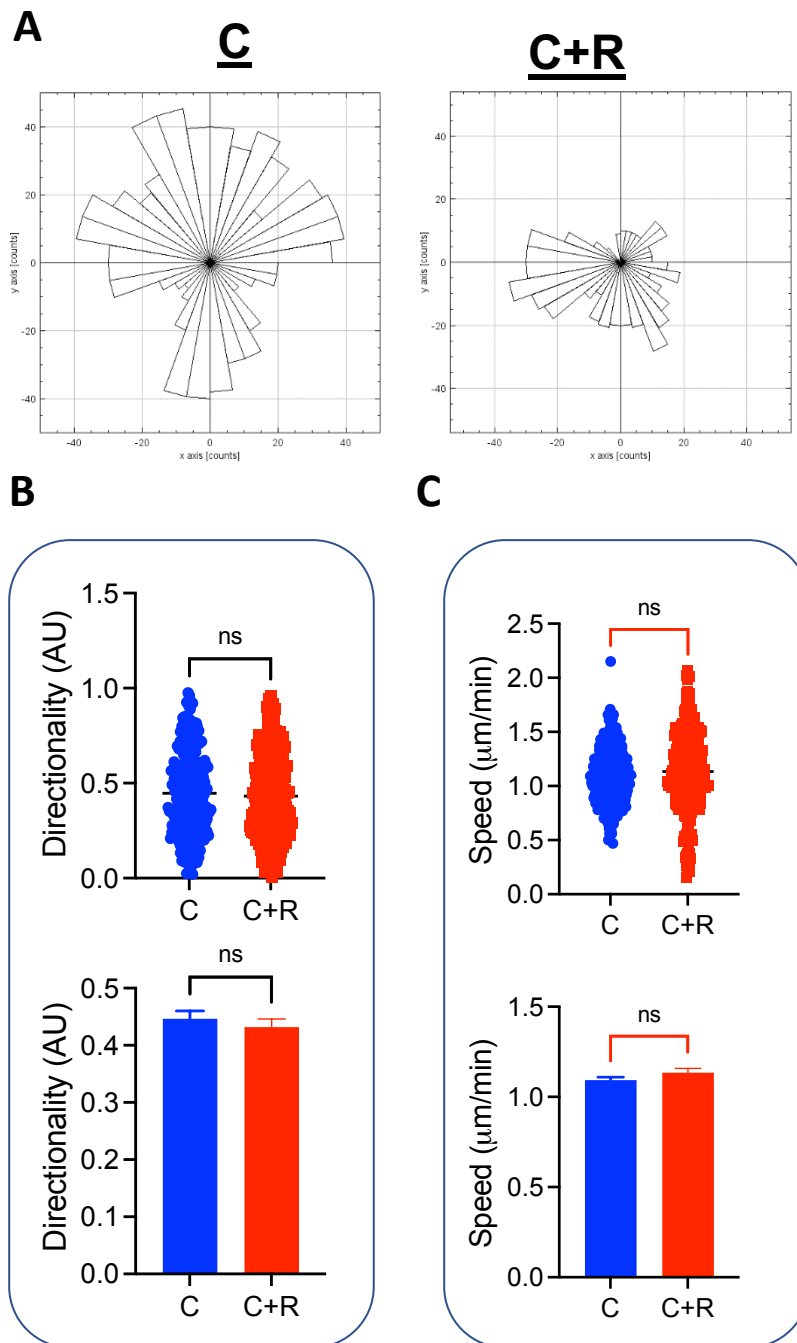 A
C
C+R
40
20
0
-20
-40
y axis [counts]
-40
-20
0
20
40
x axis [counts]
40
20
0
-20
-40
y axis [counts]
-40
-20
0
20
40
x axis [counts]
B
C
1.5
1.0
0.5
0.0
Directionality (AU)
ns
C
C+R
2.5
2.0
1.5
1.0
0.5
0.0
Speed (μm/min)
ns
C
C+R
0.5
0.4
0.3
0.2
0.1
0.0
Directionality (AU)
ns
C
C+R
1.5
1.0
0.5
0.0
Speed (μm/min)
ns
C
C+R